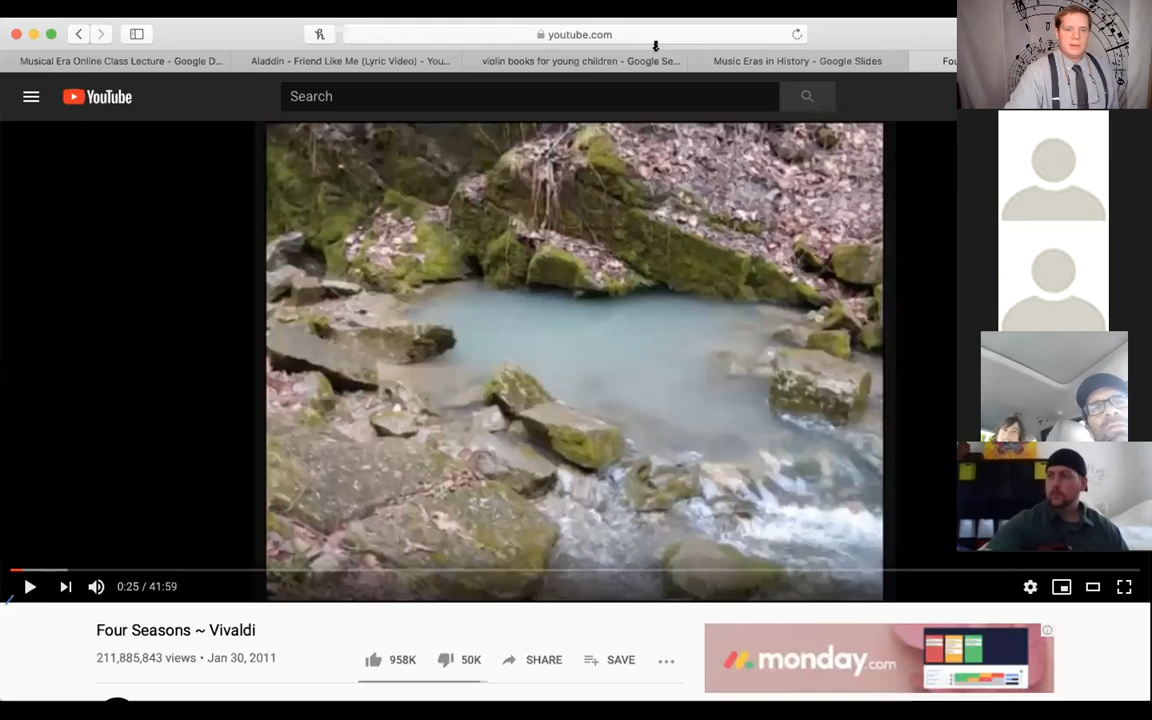 youtube.com
Musical Era Online Class Lecture - Google D...
Aladdin - Friend Like Me (Lyric Video) - You...
violin books for young children - Google Se...
Music Eras in History - Google Slides
Fou
YouTube
Search
0:25 / 41:59
Four Seasons ~ Vivaldi
211,885,843 views • Jan 30, 2011
958K
50K
SHARE
SAVE
monday.com